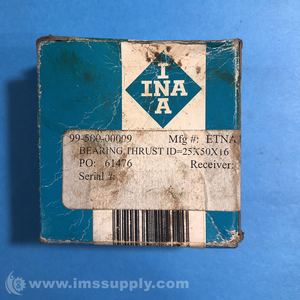 I
INA
A
99-500-00009 Mfg #: ETNA
BEARING THRUST ID=25X50X16
PO: 61476 Receiver:
Serial #:
© www.imssupply.com